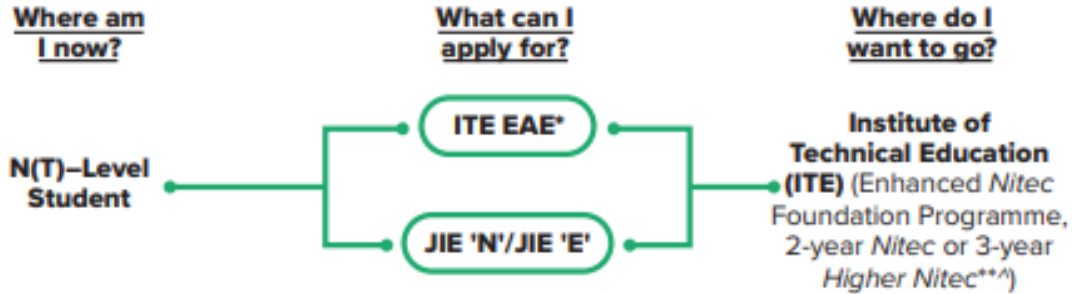 Where am
I now?
What can I
apply for?
Where do I
want to go?
N(T)–Level
Student
ITE EAE*
JIE 'N'/JIE 'E'
Institute of
Technical Education
(ITE) (Enhanced Nitec
Foundation Programme,
2-year Nitec or 3-year
Higher Nitec**^)